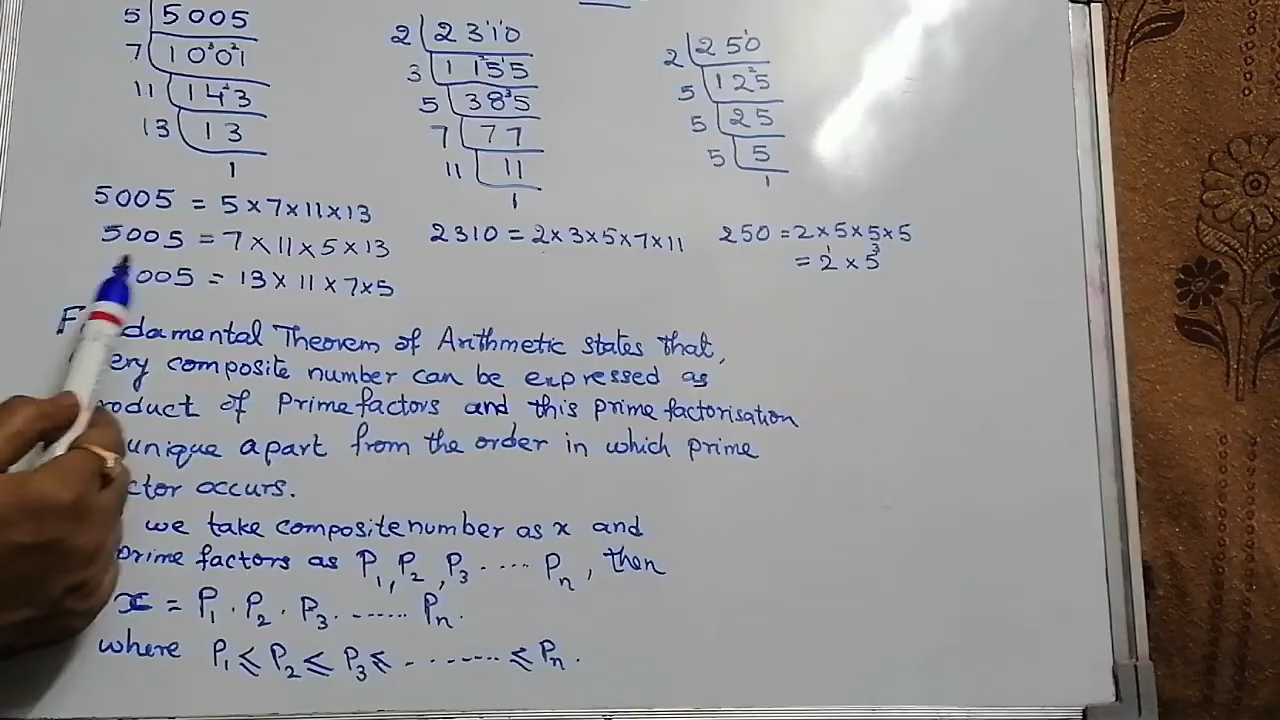 5 | 5005
7 | 1001
11 | 143
13 | 13
1
2 | 2310
3 | 1155
5 | 385
7 | 77
11 | 11
1
2 | 250
5 | 125
5 | 25
5 | 5
1
5005 = 5×7×11×13
5005 = 7×11×5×13
005 = 13×11×7×5
2310 = 2×3×5×7×11
250 = 2×5×5×5
= 2¹×5³
F damental Theorem of Arithmetic states that,
ery composite number can be expressed as
roduct of Prime factors and this prime factorisation
unique apart from the order in which prime
ctor occurs.
we take composite number as x and
prime factors as P₁, P₂, P₃ ..... Pₙ, then
x = P₁ . P₂ . P₃ ....... Pₙ.
where P₁ ≤ P₂ ≤ P₃ ≤ ........ ≤ Pₙ.